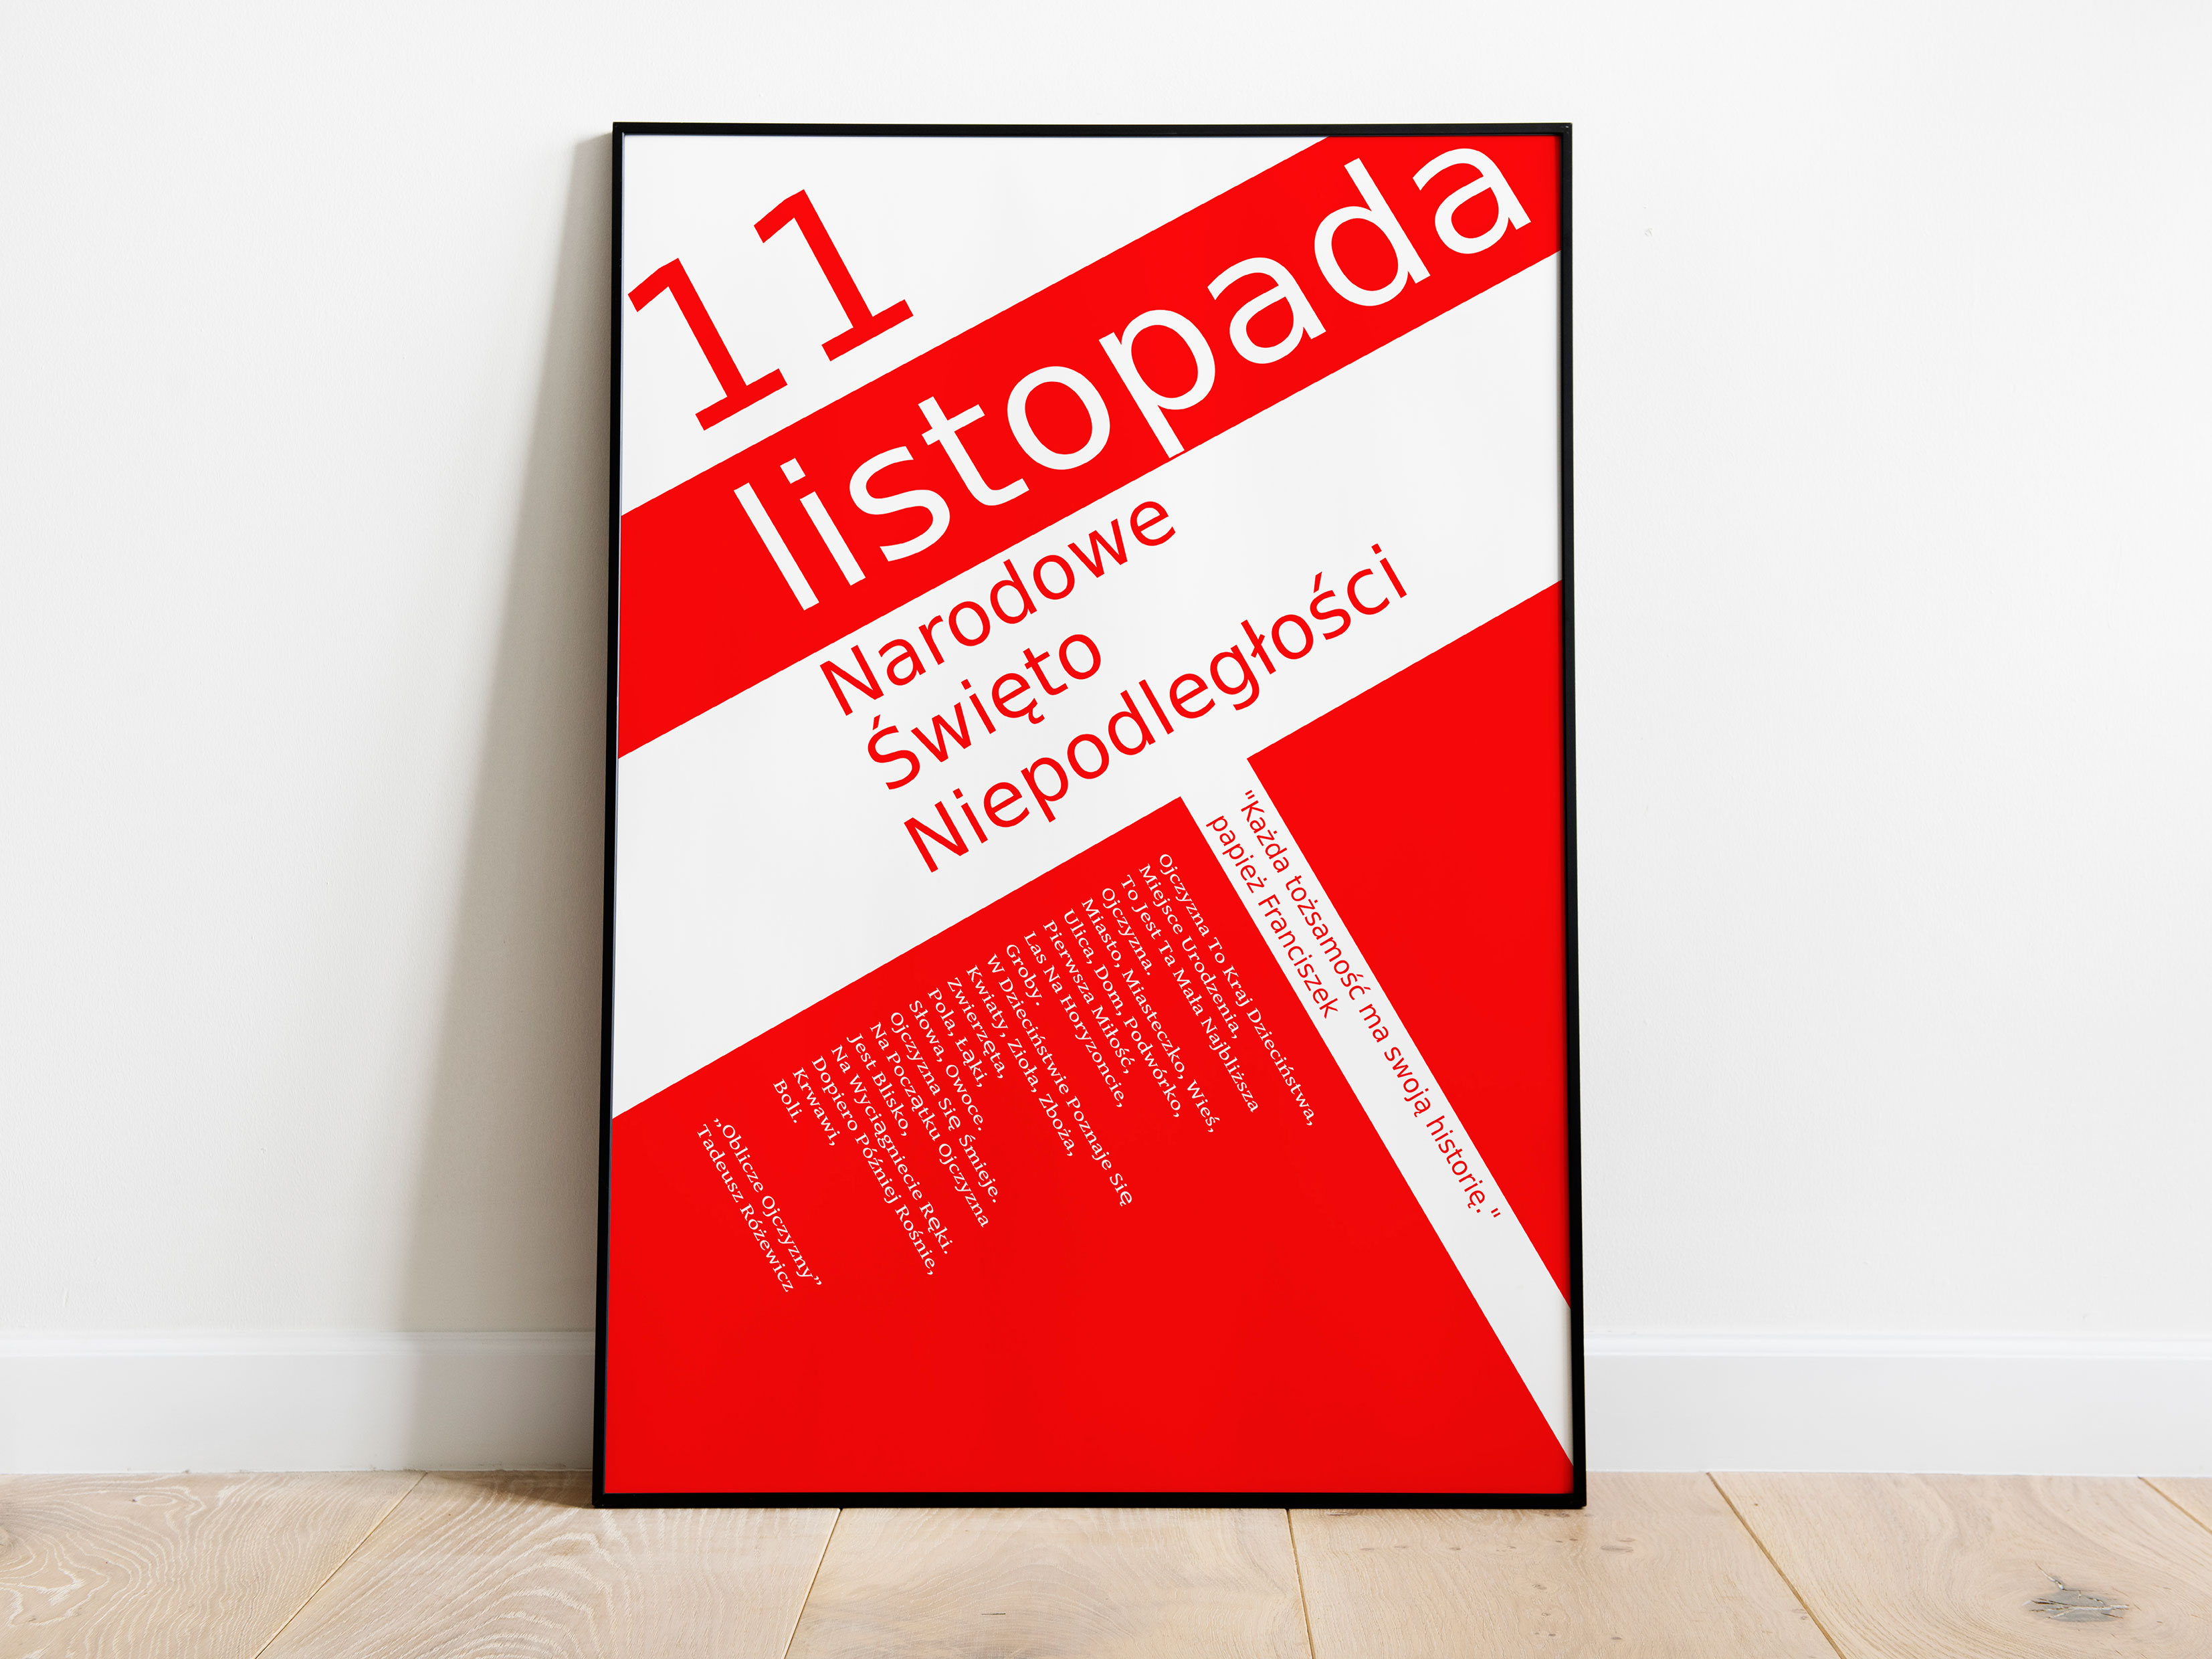 11
listopada
Narodowe
Święto
Niepodległości
"Każda tożsamość ma swoją historię."
papież Franciszek
Ojczyzna To Kraj Dzieciństwa,
Miejsce Urodzenia,
To Jest Ta Mała Najbliższa
Ojczyzna.
Miasto, Miasteczko, Wieś,
Ulica, Dom, Podwórko,
Pierwsza Miłość,
Las Na Horyzoncie,
Groby.
W Dzieciństwie Poznaje Się
Kwiaty, Zioła, Zboża,
Zwierzęta,
Pola, Łąki,
Słowa, Owoce.
Ojczyzna Się Śmieje.
Na Początku Ojczyzna
Jest Blisko,
Na Wyciągniecie Ręki.
Dopiero Później Rośnie,
Krwawi,
Boli.
„Oblicze Ojczyzny”
Tadeusz Różewicz